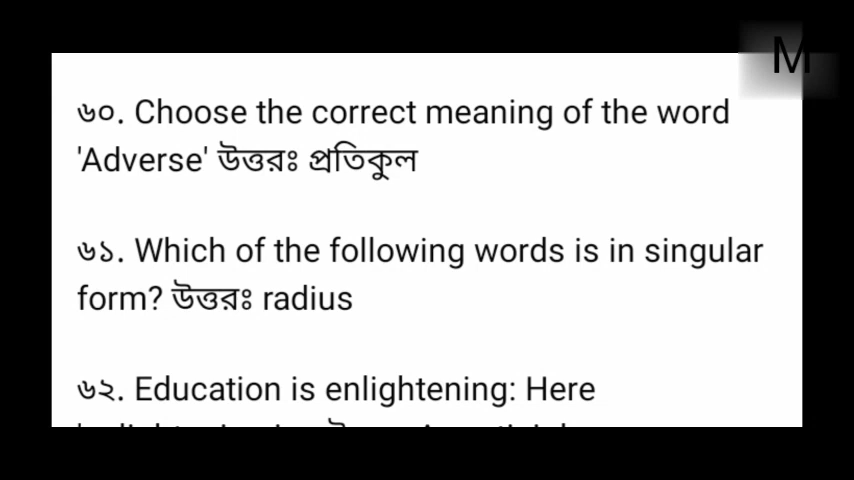 M
৬০. Choose the correct meaning of the word
'Adverse' উত্তরঃ প্রতিকুল
৬১. Which of the following words is in singular
form? উত্তরঃ radius
৬২. Education is enlightening: Here